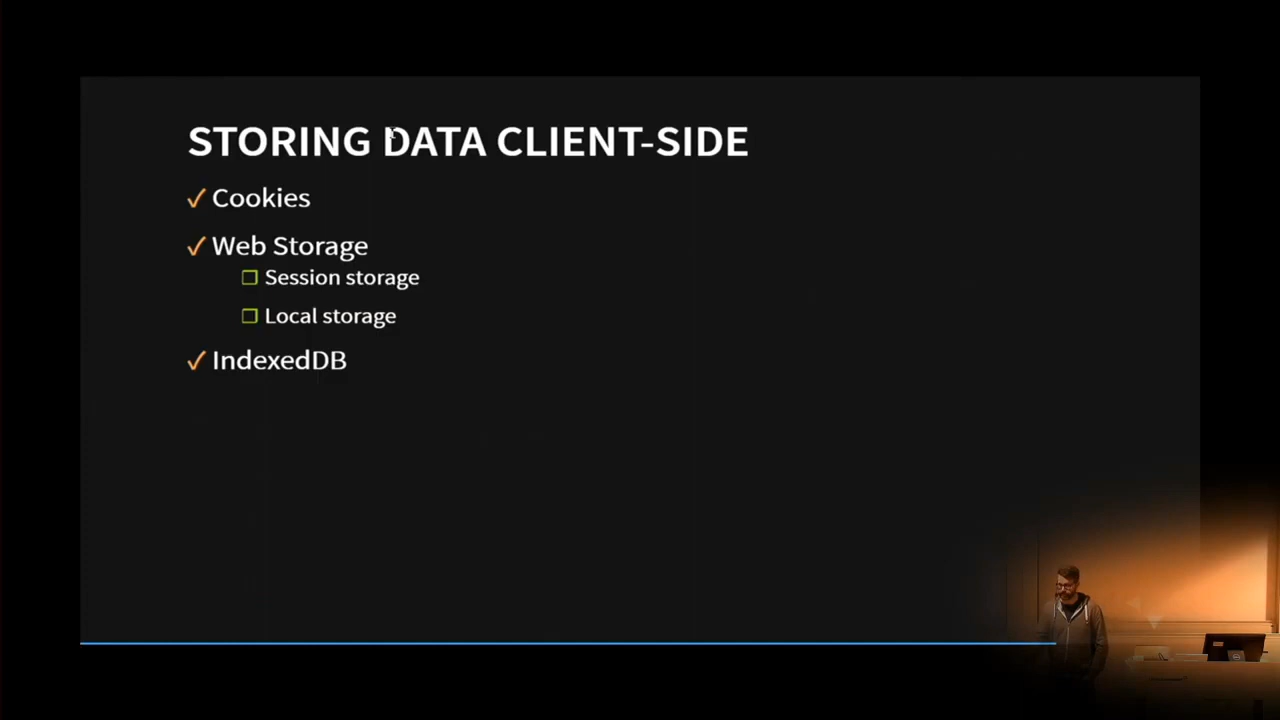 STORING DATA CLIENT-SIDE
✓ Cookies
✓ Web Storage
❐ Session storage
❐ Local storage
✓ IndexedDB